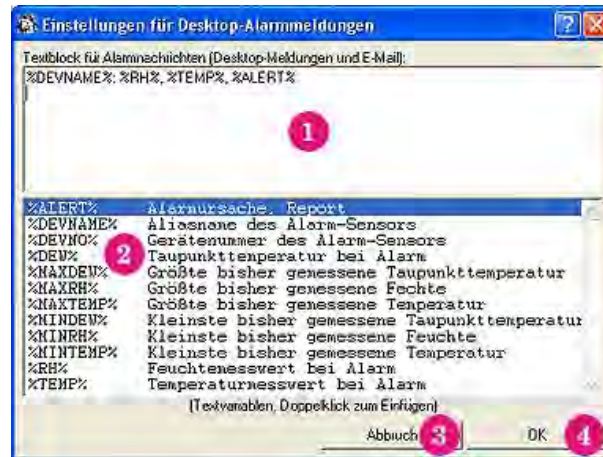 Einstellungen für Desktop-Alarmmeldungen
Textblock für Alarmnachrichten (Desktop-Meldungen und E-Mail):
%DEVNAME%: %RH%, %TEMP%, %ALERT%
1
%ALERT% Alarmursache, Report
%DEVNAME% Aliasname des Alarm-Sensors
%DEVNO% Gerätenummer des Alarm-Sensors
%DEW% Taupunkttemperatur bei Alarm
%MAXDEW% Größte bisher gemessene Taupunkttemperatur
%MAXRH% Größte bisher gemessene Fechte
%MAXTEMP% Größte bisher gemessene Temperatur
%MINDEW% Kleinste bisher gemessene Taupunkttemperatur
%MINRH% Kleinste bisher gemessene Feuchte
%MINTEMP% Kleinste bisher gemessene Temperatur
%RH% Feuchtemesswert bei Alarm
%TEMP% Temperaturmesswert bei Alarm
2
(Textvariablen, Doppelklick zum Einfügen)
Abbruch 3 OK 4